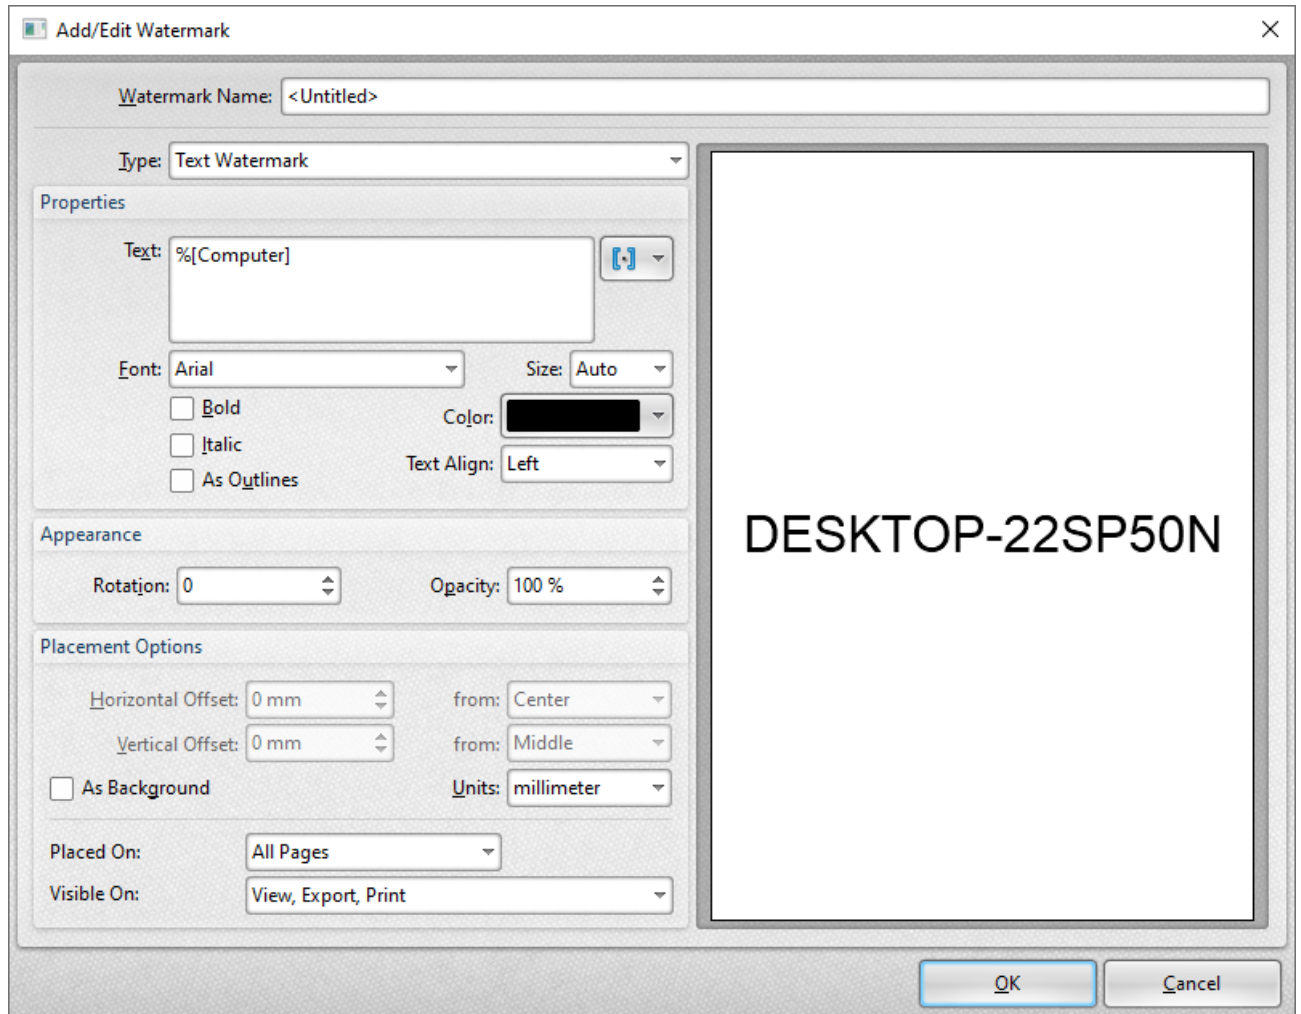 Add/Edit Watermark
Watermark Name: <Untitled>
Type: Text Watermark
Properties
Text: %[Computer]
Font: Arial Size: Auto
Bold
Color:
Italic
Text Align: Left
As Outlines
DESKTOP-22SP50N
Appearance
Rotation: 0 Opacity: 100 %
Placement Options
Horizontal Offset: 0 mm from: Center
Vertical Offset: 0 mm from: Middle
As Background Units: millimeter
Placed On: All Pages
Visible On: View, Export, Print
OK Cancel